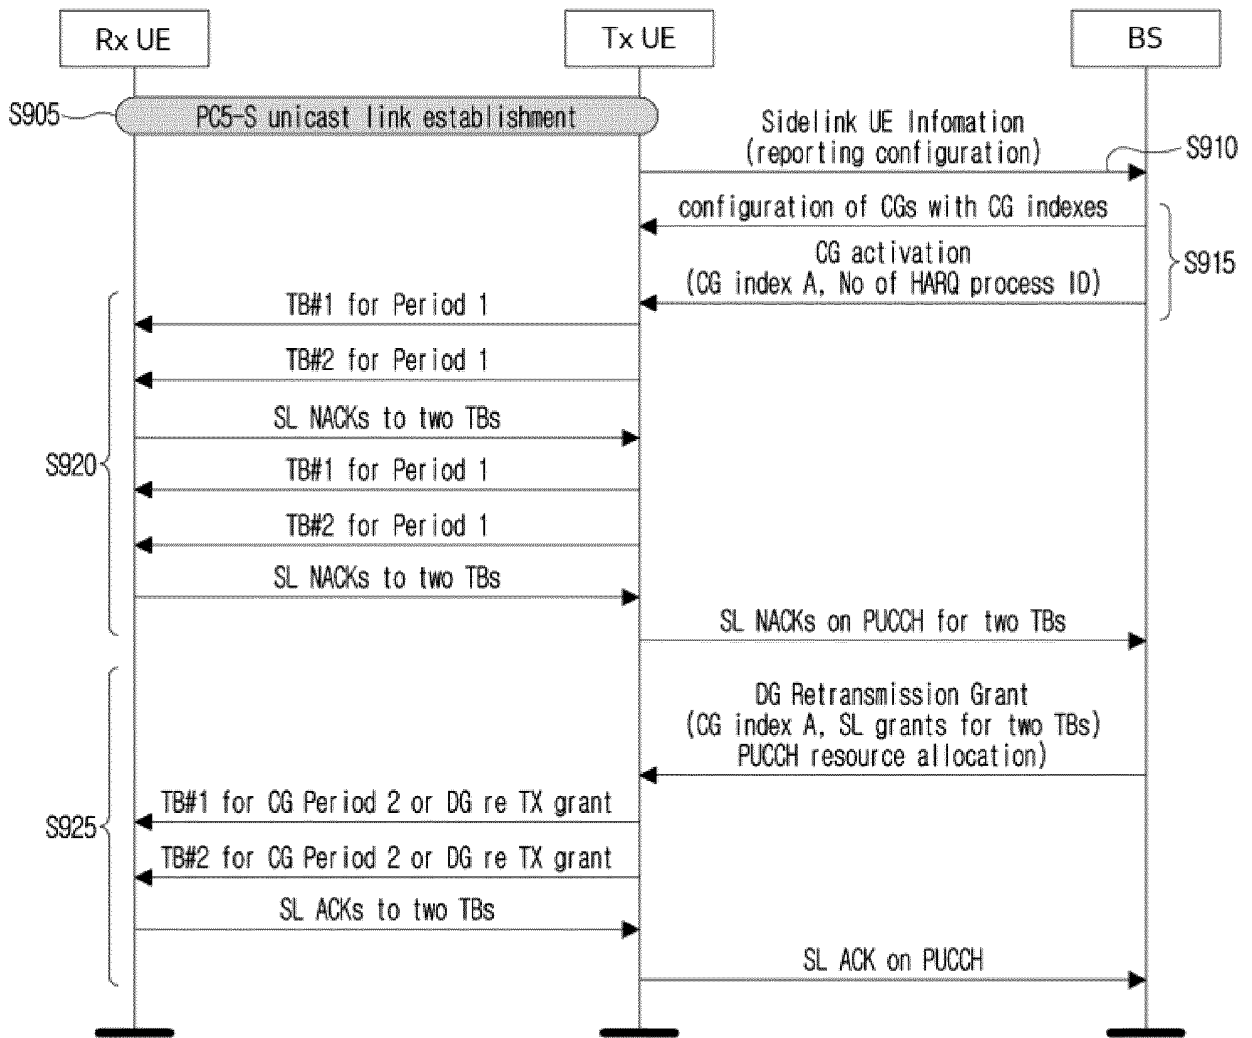 Rx UE
Tx UE
BS
S905
PC5-S unicast link establishment
Sidelink UE Infomation
(reporting configuration)
S910
configuration of CGs with CG indexes
CG activation
(CG index A, No of HARQ process ID)
S915
TB#1 for Period 1
TB#2 for Period 1
SL NACKs to two TBs
S920
TB#1 for Period 1
TB#2 for Period 1
SL NACKs to two TBs
SL NACKs on PUCCH for two TBs
DG Retransmission Grant
(CG index A, SL grants for two TBs)
PUCCH resource allocation)
TB#1 for CG Period 2 or DG re TX grant
S925
TB#2 for CG Period 2 or DG re TX grant
SL ACKs to two TBs
SL ACK on PUCCH